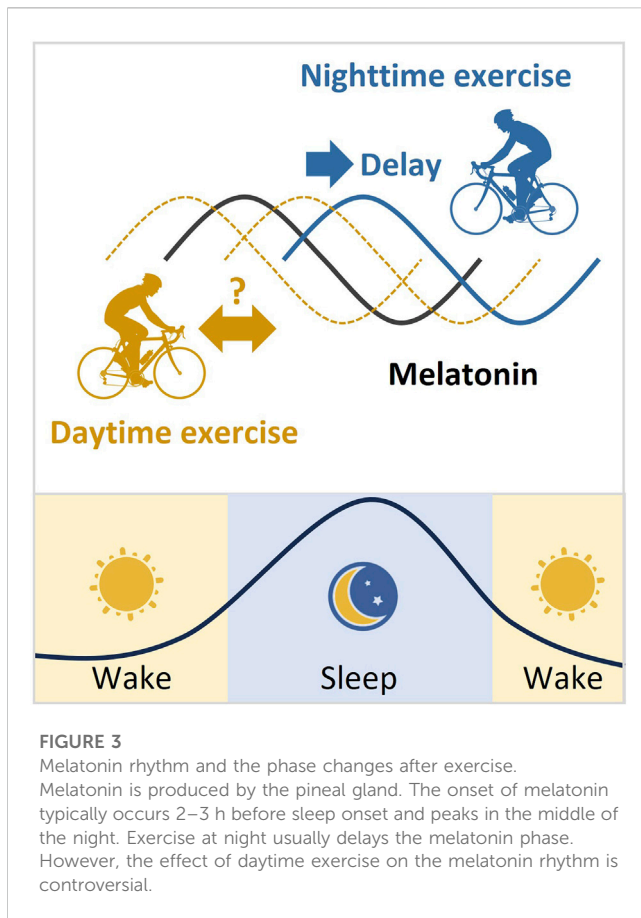 Nighttime exercise
Delay
?
Melatonin
Daytime exercise
Wake
Sleep
Wake
FIGURE 3
Melatonin rhythm and the phase changes after exercise.
Melatonin is produced by the pineal gland. The onset of melatonin
typically occurs 2–3 h before sleep onset and peaks in the middle of
the night. Exercise at night usually delays the melatonin phase.
However, the effect of daytime exercise on the melatonin rhythm is
controversial.